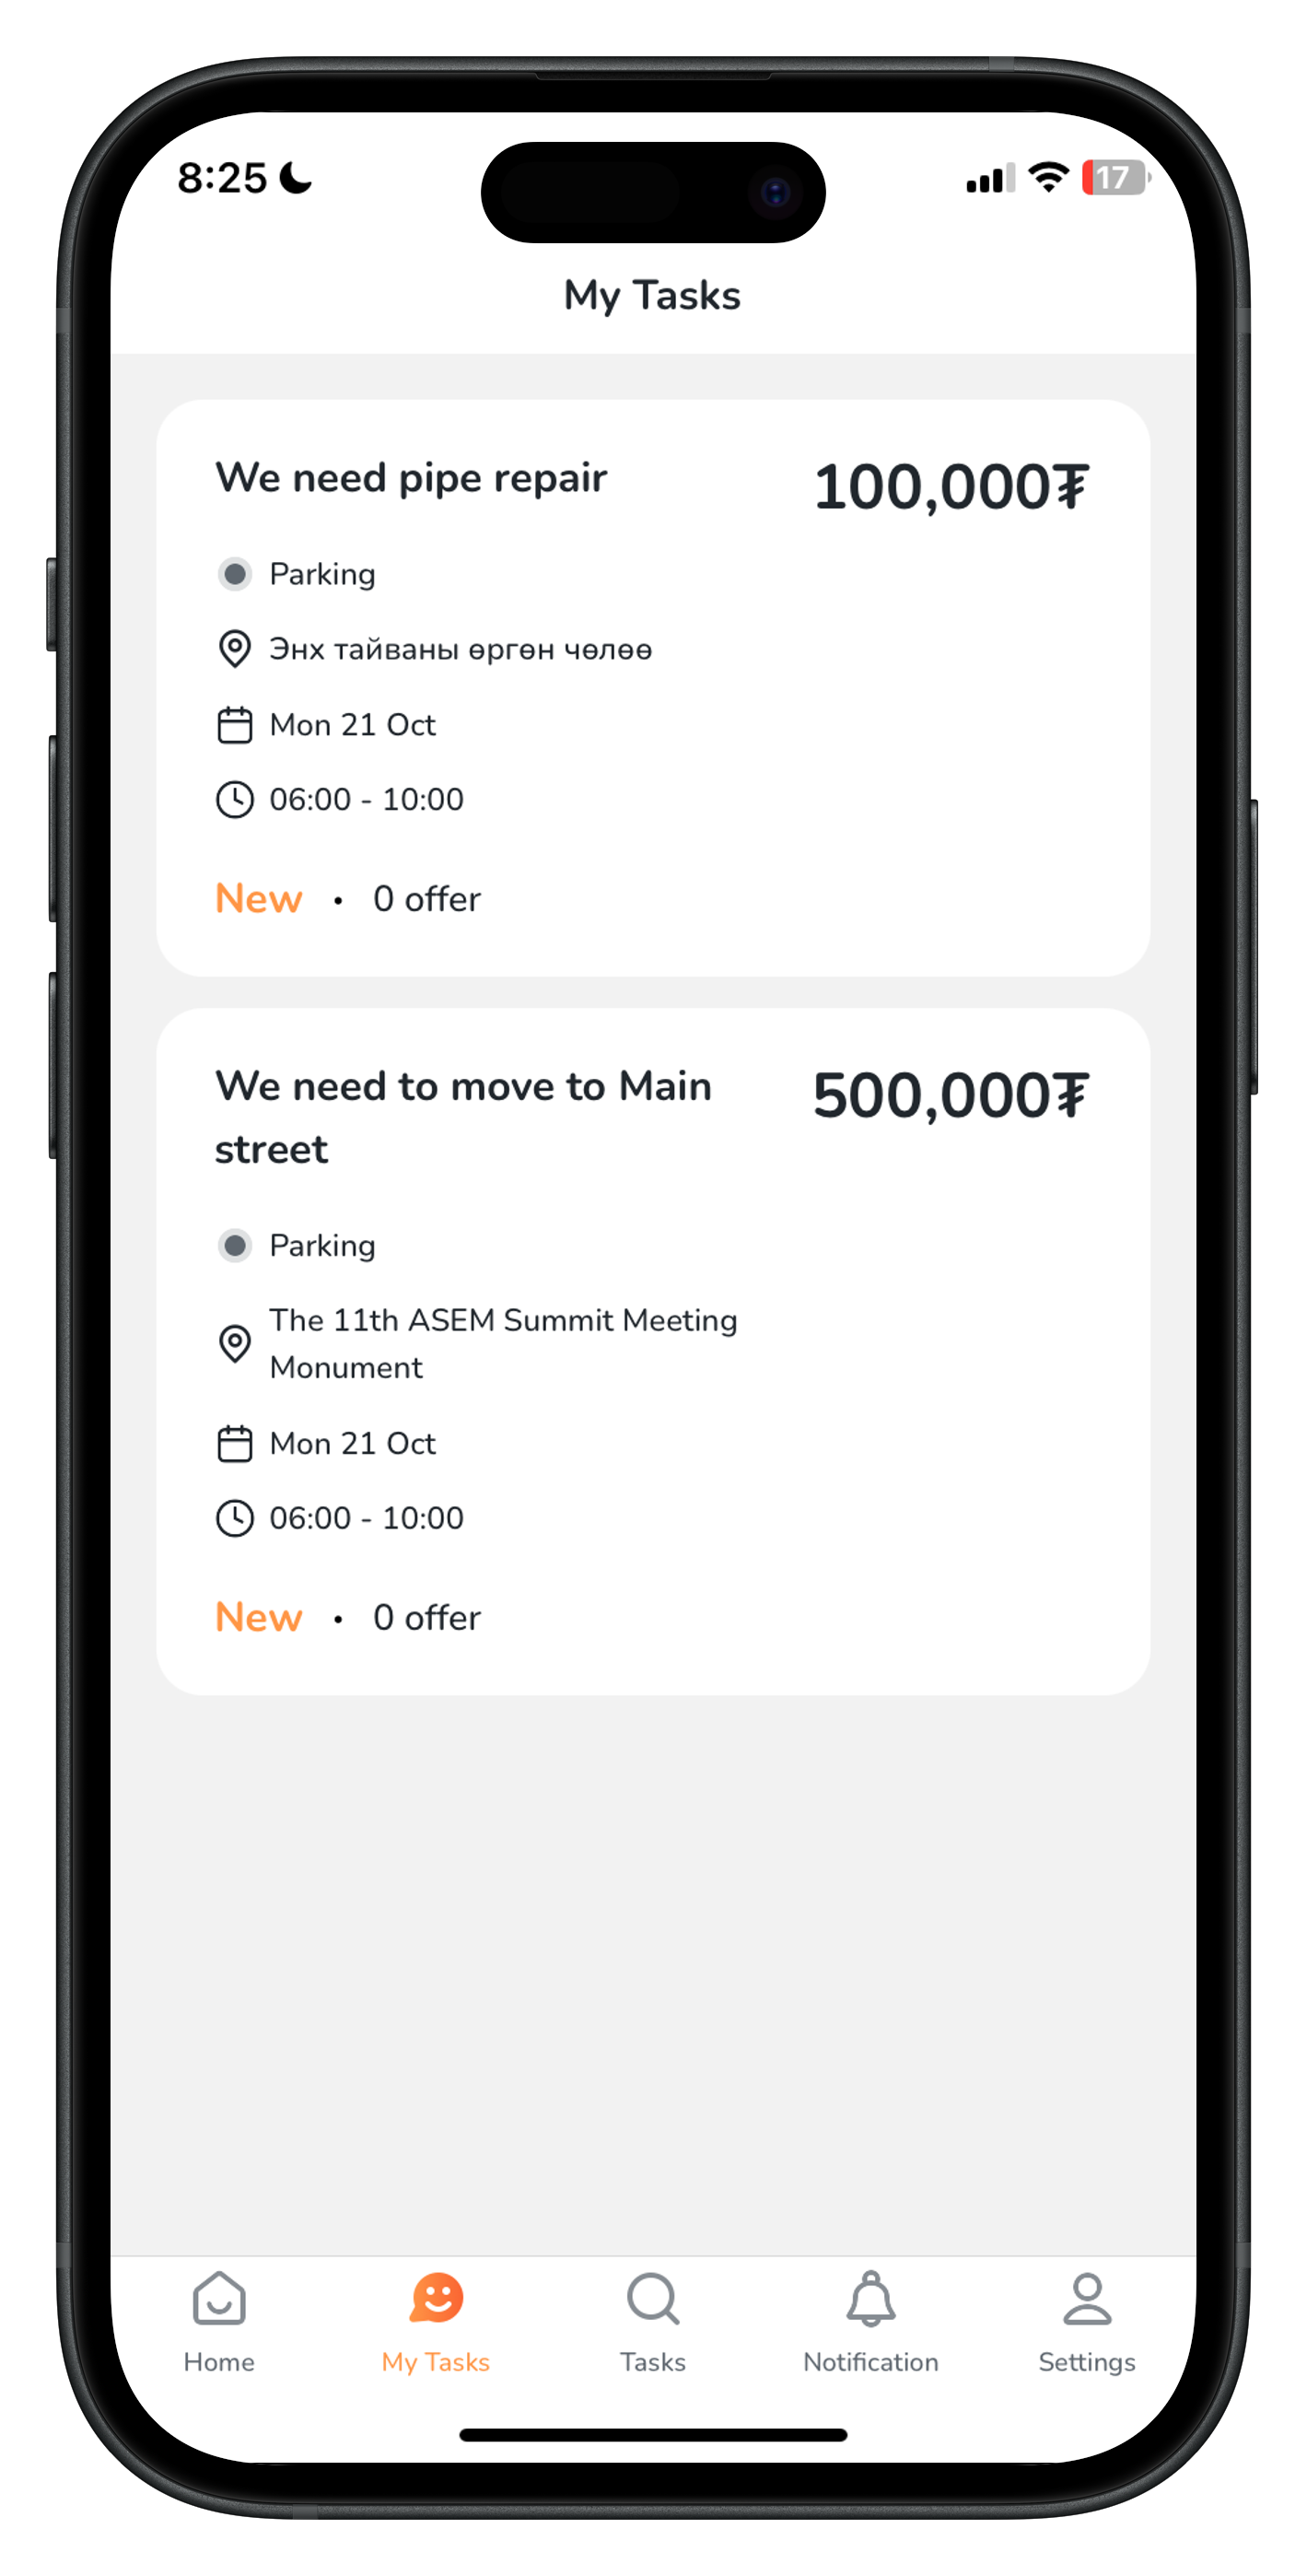 8:25
17
My Tasks
We need pipe repair
100,000₮
Parking
Энх тайваны өргөн чөлөө
Mon 21 Oct
06:00 - 10:00
New • 0 offer
We need to move to Main
street
500,000₮
Parking
The 11th ASEM Summit Meeting
Monument
Mon 21 Oct
06:00 - 10:00
New • 0 offer
Home
My Tasks
Tasks
Notification
Settings